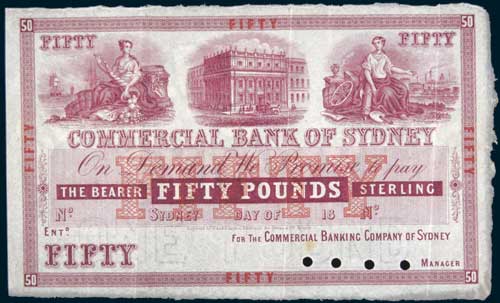 50 FIFTY 50
FIFTY FIFTY
COMMERCIAL BANK OF SYDNEY
On Demand We Promise to pay
FIFTY
THE BEARER FIFTY POUNDS STERLING
No SYDNEY DAY OF 18 No
ENTD
FOR THE COMMERCIAL BANKING COMPANY OF SYDNEY
FIFTY
MANAGER
50 FIFTY 50
FIFTY
FIFTY